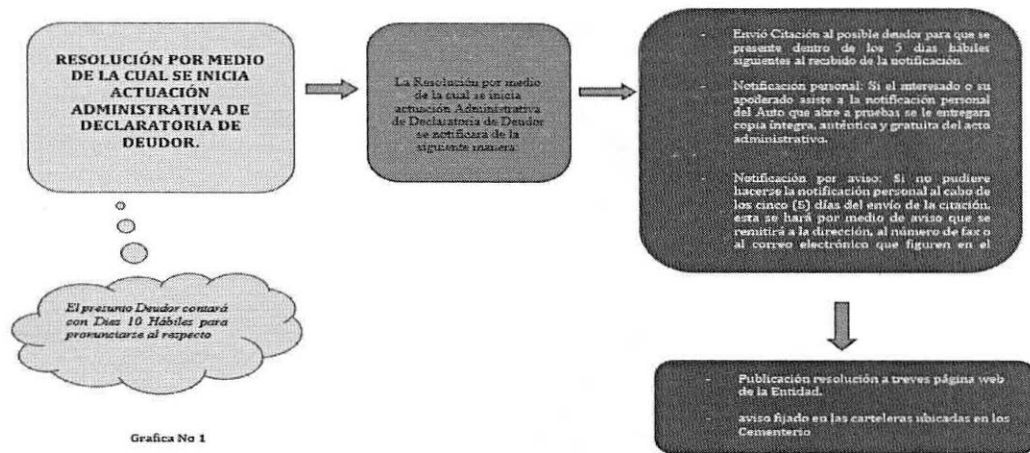 RESOLUCIÓN POR MEDIO
DE LA CUAL SE INICIA
ACTUACIÓN
ADMINISTRATIVA DE
DECLARATORIA DE
DEUDOR.
El presunto Deudor contará
con Dies 10 Hábiles para
pronunciarse al respecto
La Resolución por medio
de la cual se inicia
actuación Administrativa
de Declaratoria de Deudor
se notificara de la
siguiente manera:
- Envió Citación al posible deudor para que se
presente dentro de los 5 días hábiles
siguientes al recibido de la notificación.
- Notificación personal: Si el interesado o su
apoderado asiste a la notificación personal
del Auto que abre a pruebas se le entregara
copia íntegra, auténtica y gratuita del acto
administrativo.
- Notificación por aviso: Si no pudiere
hacerse la notificación personal al cabo de
los cinco (5) días del envío de la citación,
esta se hará por medio de aviso que se
remitirá a la dirección, al número de fax o
al correo electrónico que figuren en el
- Publicación resolución a treves página web
de la Entidad.
- aviso fijado en las carteleras ubicadas en los
Cementerio
Grafica No 1